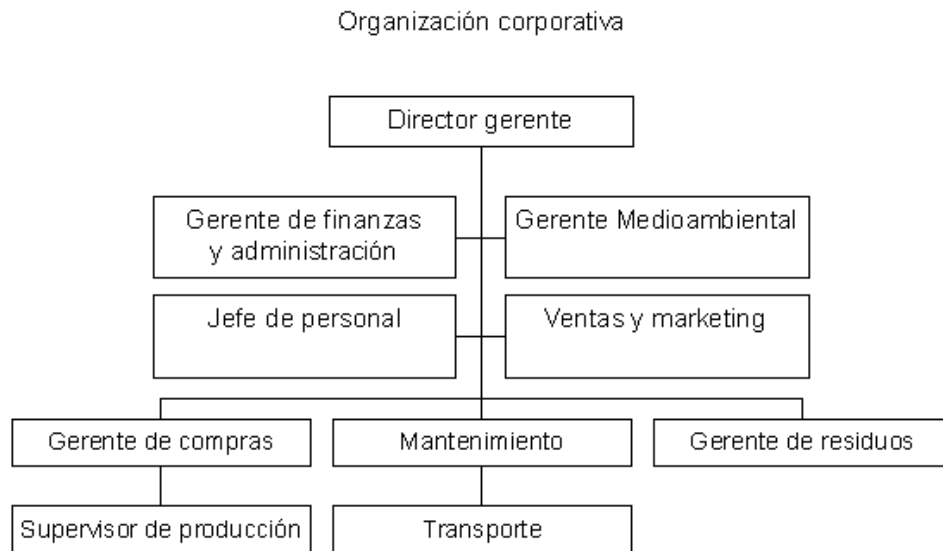 Organización corporativa
Director gerente
Gerente de finanzas
y administración
Gerente Medioambiental
Jefe de personal
Ventas y marketing
Gerente de compras
Mantenimiento
Gerente de residuos
Supervisor de producción
Transporte